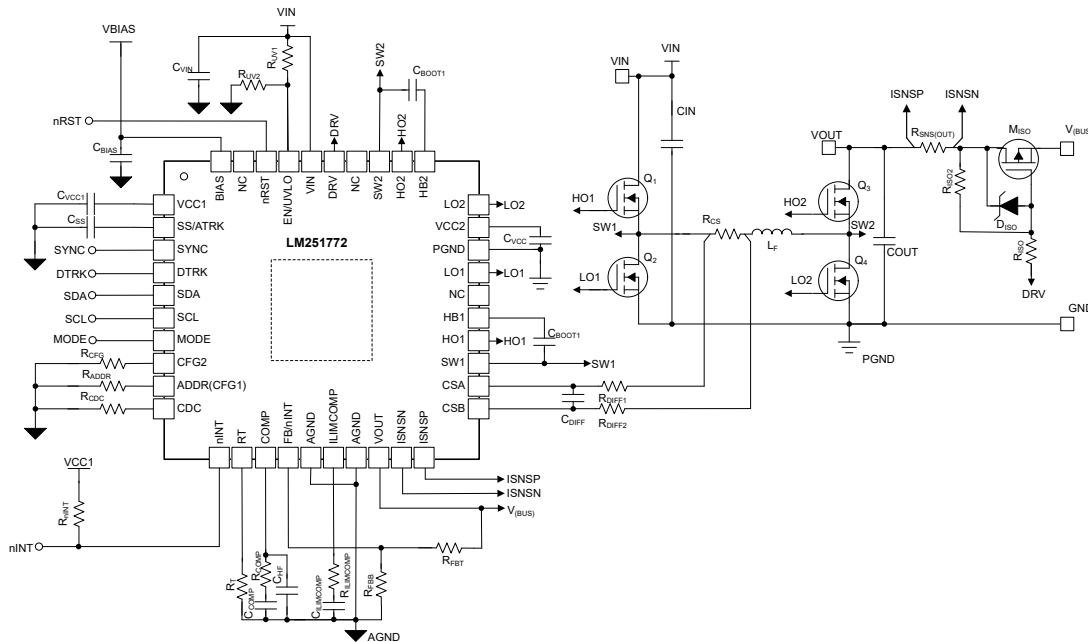 VBIAS
VIN
CVIN
RUV1
RUV2
SW2
CBOOT1
nRST
CBIAS
DRV
HO2
BIAS
NC
nRST
EN/UVLO
VIN
DRV
NC
SW2
HO2
HB2
LM251772
CVCC1
VCC1
CSS
SS/ATRK
SYNC
SYNC
DTRK
DTRK
SDA
SDA
SCL
SCL
MODE
MODE
RCFG
CFG2
RADDR
ADDR(CFG1)
RCDC
CDC
LO2
LO2
VCC2
CVCC
PGND
LO1
LO1
NC
HB1
CBOOT1
HO1
HO1
SW1
SW1
CSA
RDIFF1
CDIFF
CSB
RDIFF2
nINT
RT
COMP
FB/nINT
AGND
ILIMCOMP
AGND
VOUT
ISNSN
ISNSP
ISNSP
ISNSN
V(BUS)
VCC1
RnINT
nINT
RT
RCOMP
CCOMP
CHF
RILIMCOMP
CILIMCOMP
RFBB
RFBT
AGND
VIN
VIN
CIN
Q1
HO1
SW1
Q2
LO1
RCS
LF
VOUT
Q3
HO2
SW2
Q4
LO2
COUT
PGND
ISNSP
ISNSN
RSNS(OUT)
MISO
V(BUS)
RISO2
DISO
RISO
DRV
GND